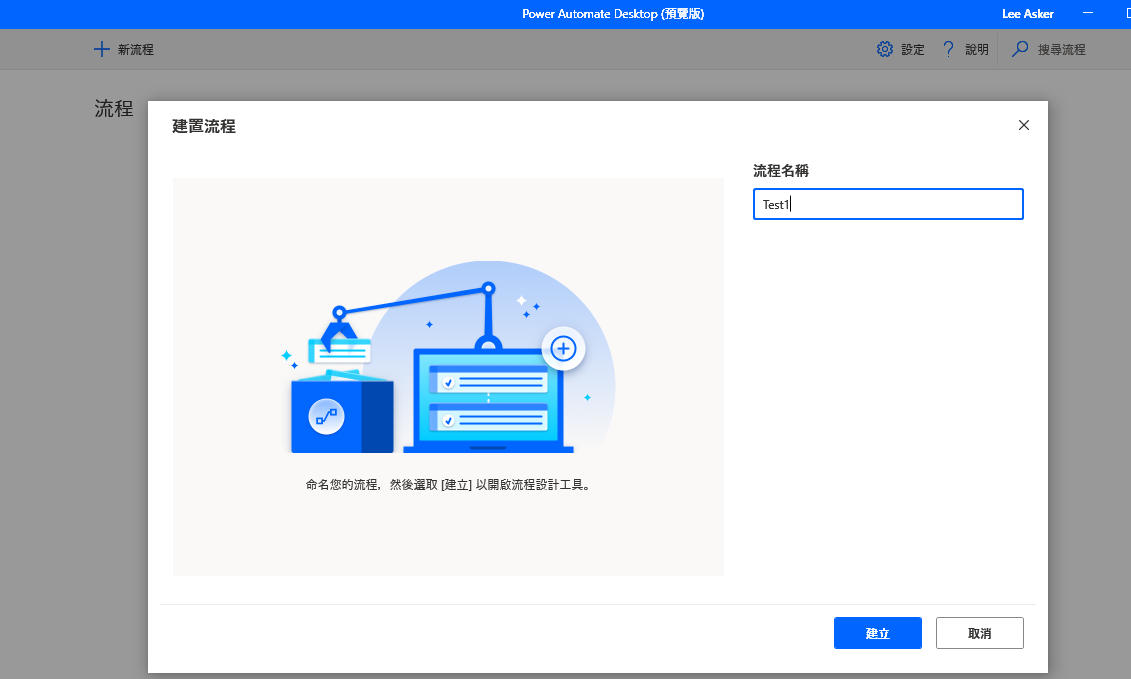 Power Automate Desktop (預覽版)
Lee Asker
新流程
設定
說明
搜尋流程
流程
建置流程
流程名稱
Test1
命名您的流程，然後選取 [建立] 以開啟流程設計工具。
建立
取消